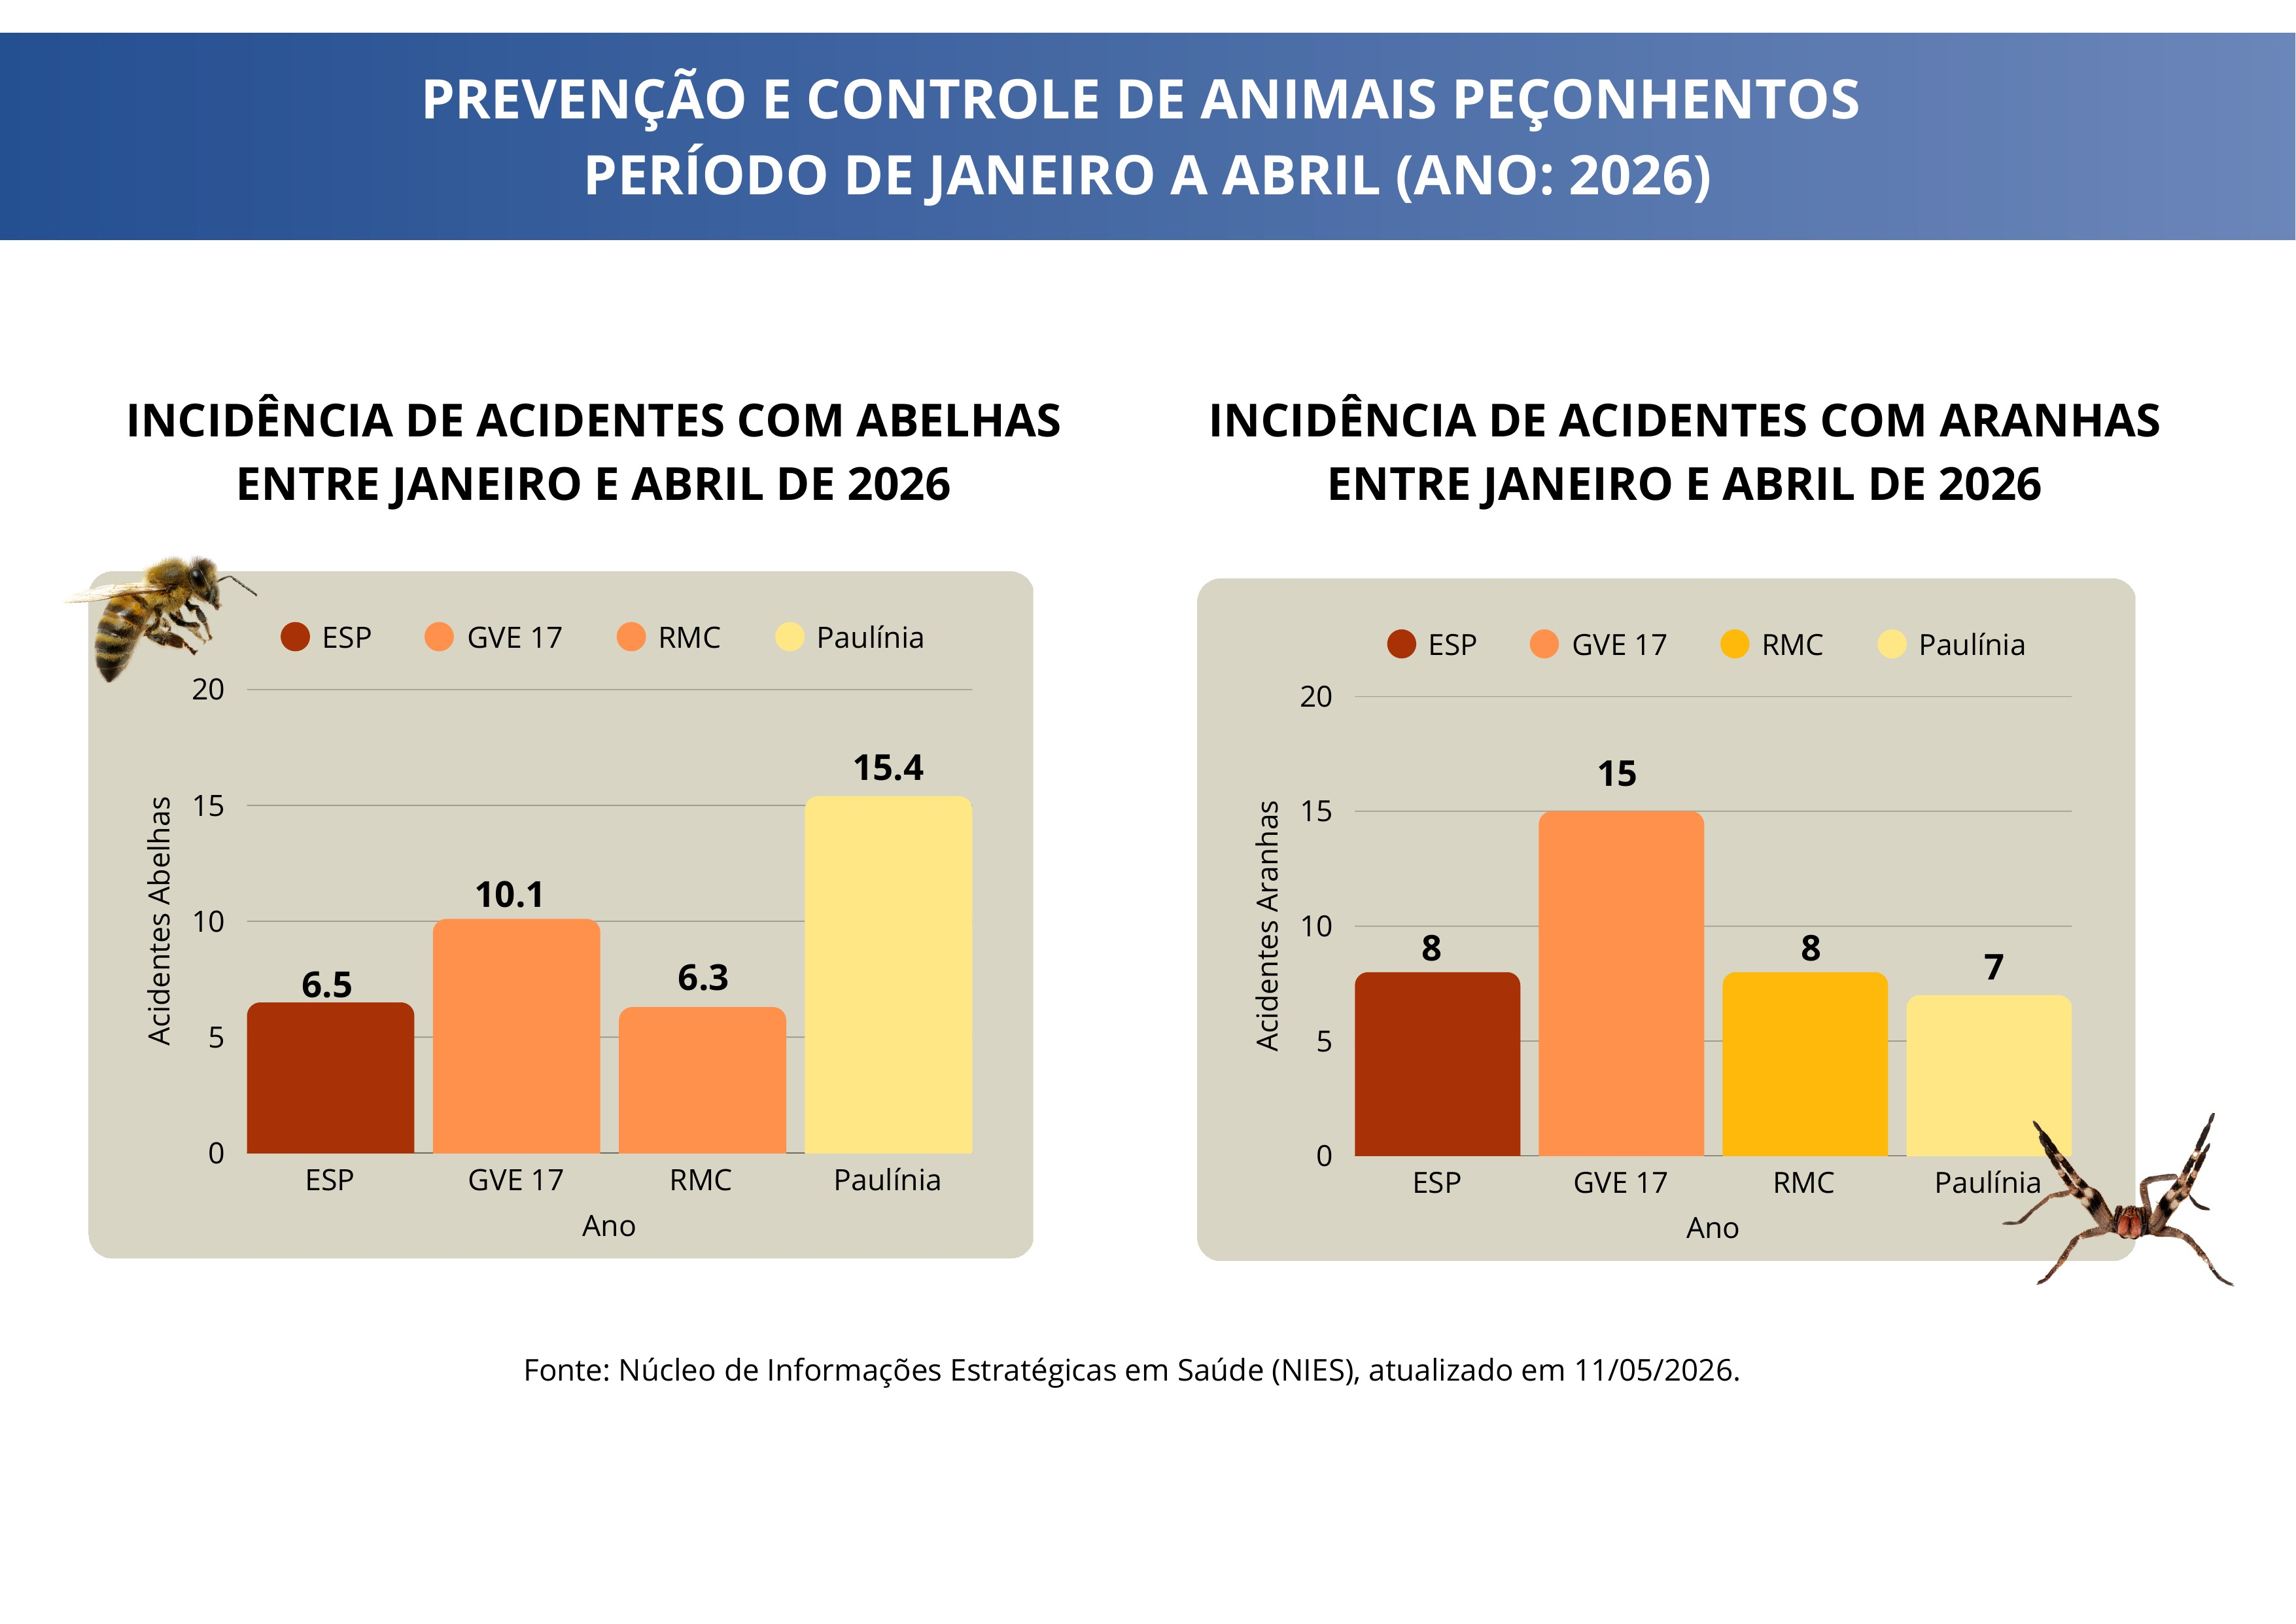 PREVENÇÃO E CONTROLE DE ANIMAIS PEÇONHENTOS
PERÍODO DE JANEIRO A ABRIL (ANO: 2026)
INCIDÊNCIA DE ACIDENTES COM ABELHAS
ENTRE JANEIRO E ABRIL DE 2026
ESP GVE 17 RMC Paulínia
Acidentes Abelhas
20
15
10
5
0
6.5
10.1
6.3
15.4
ESP GVE 17 RMC Paulínia
Ano
INCIDÊNCIA DE ACIDENTES COM ARANHAS
ENTRE JANEIRO E ABRIL DE 2026
ESP GVE 17 RMC Paulínia
Acidentes Aranhas
20
15
10
5
0
8
15
8
7
ESP GVE 17 RMC Paulínia
Ano
Fonte: Núcleo de Informações Estratégicas em Saúde (NIES), atualizado em 11/05/2026.